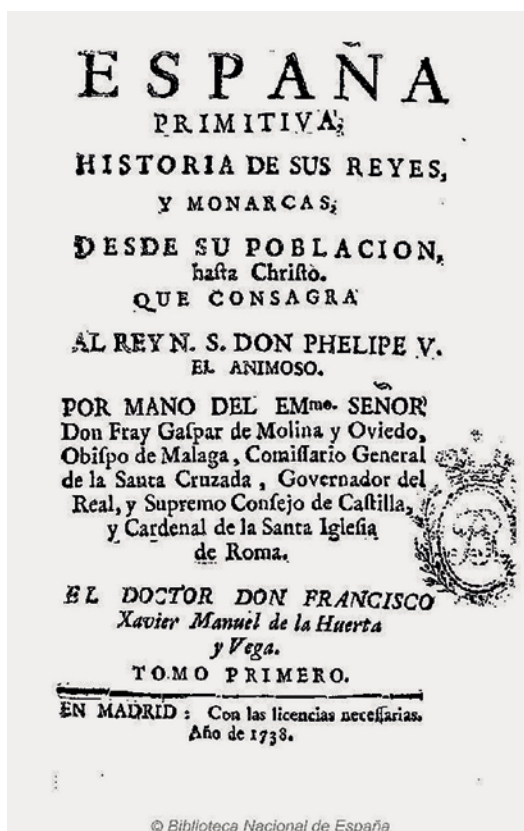 ESPAÑA
PRIMITIVA;
HISTORIA DE SUS REYES,
Y MONARCAS;
DESDE SU POBLACION,
haſta Chriſto.
QUE CONSAGRA
AL REY N. S. DON PHELIPE V.
EL ANIMOSO.
POR MANO DEL EMmo. SEÑOR
Don Fray Gaſpar de Molina y Oviedo,
Obiſpo de Malaga, Comiſſario General
de la Santa Cruzada, Governador del
Real, y Supremo Conſejo de Caſtilla,
y Cardenal de la Santa Igleſia
de Roma.
EL DOCTOR DON FRANCISCO
Xavier Manuel de la Huerta
y Vega.
TOMO PRIMERO.
EN MADRID: Con las licencias neceſſarias.
Año de 1738.
© Biblioteca Nacional de España